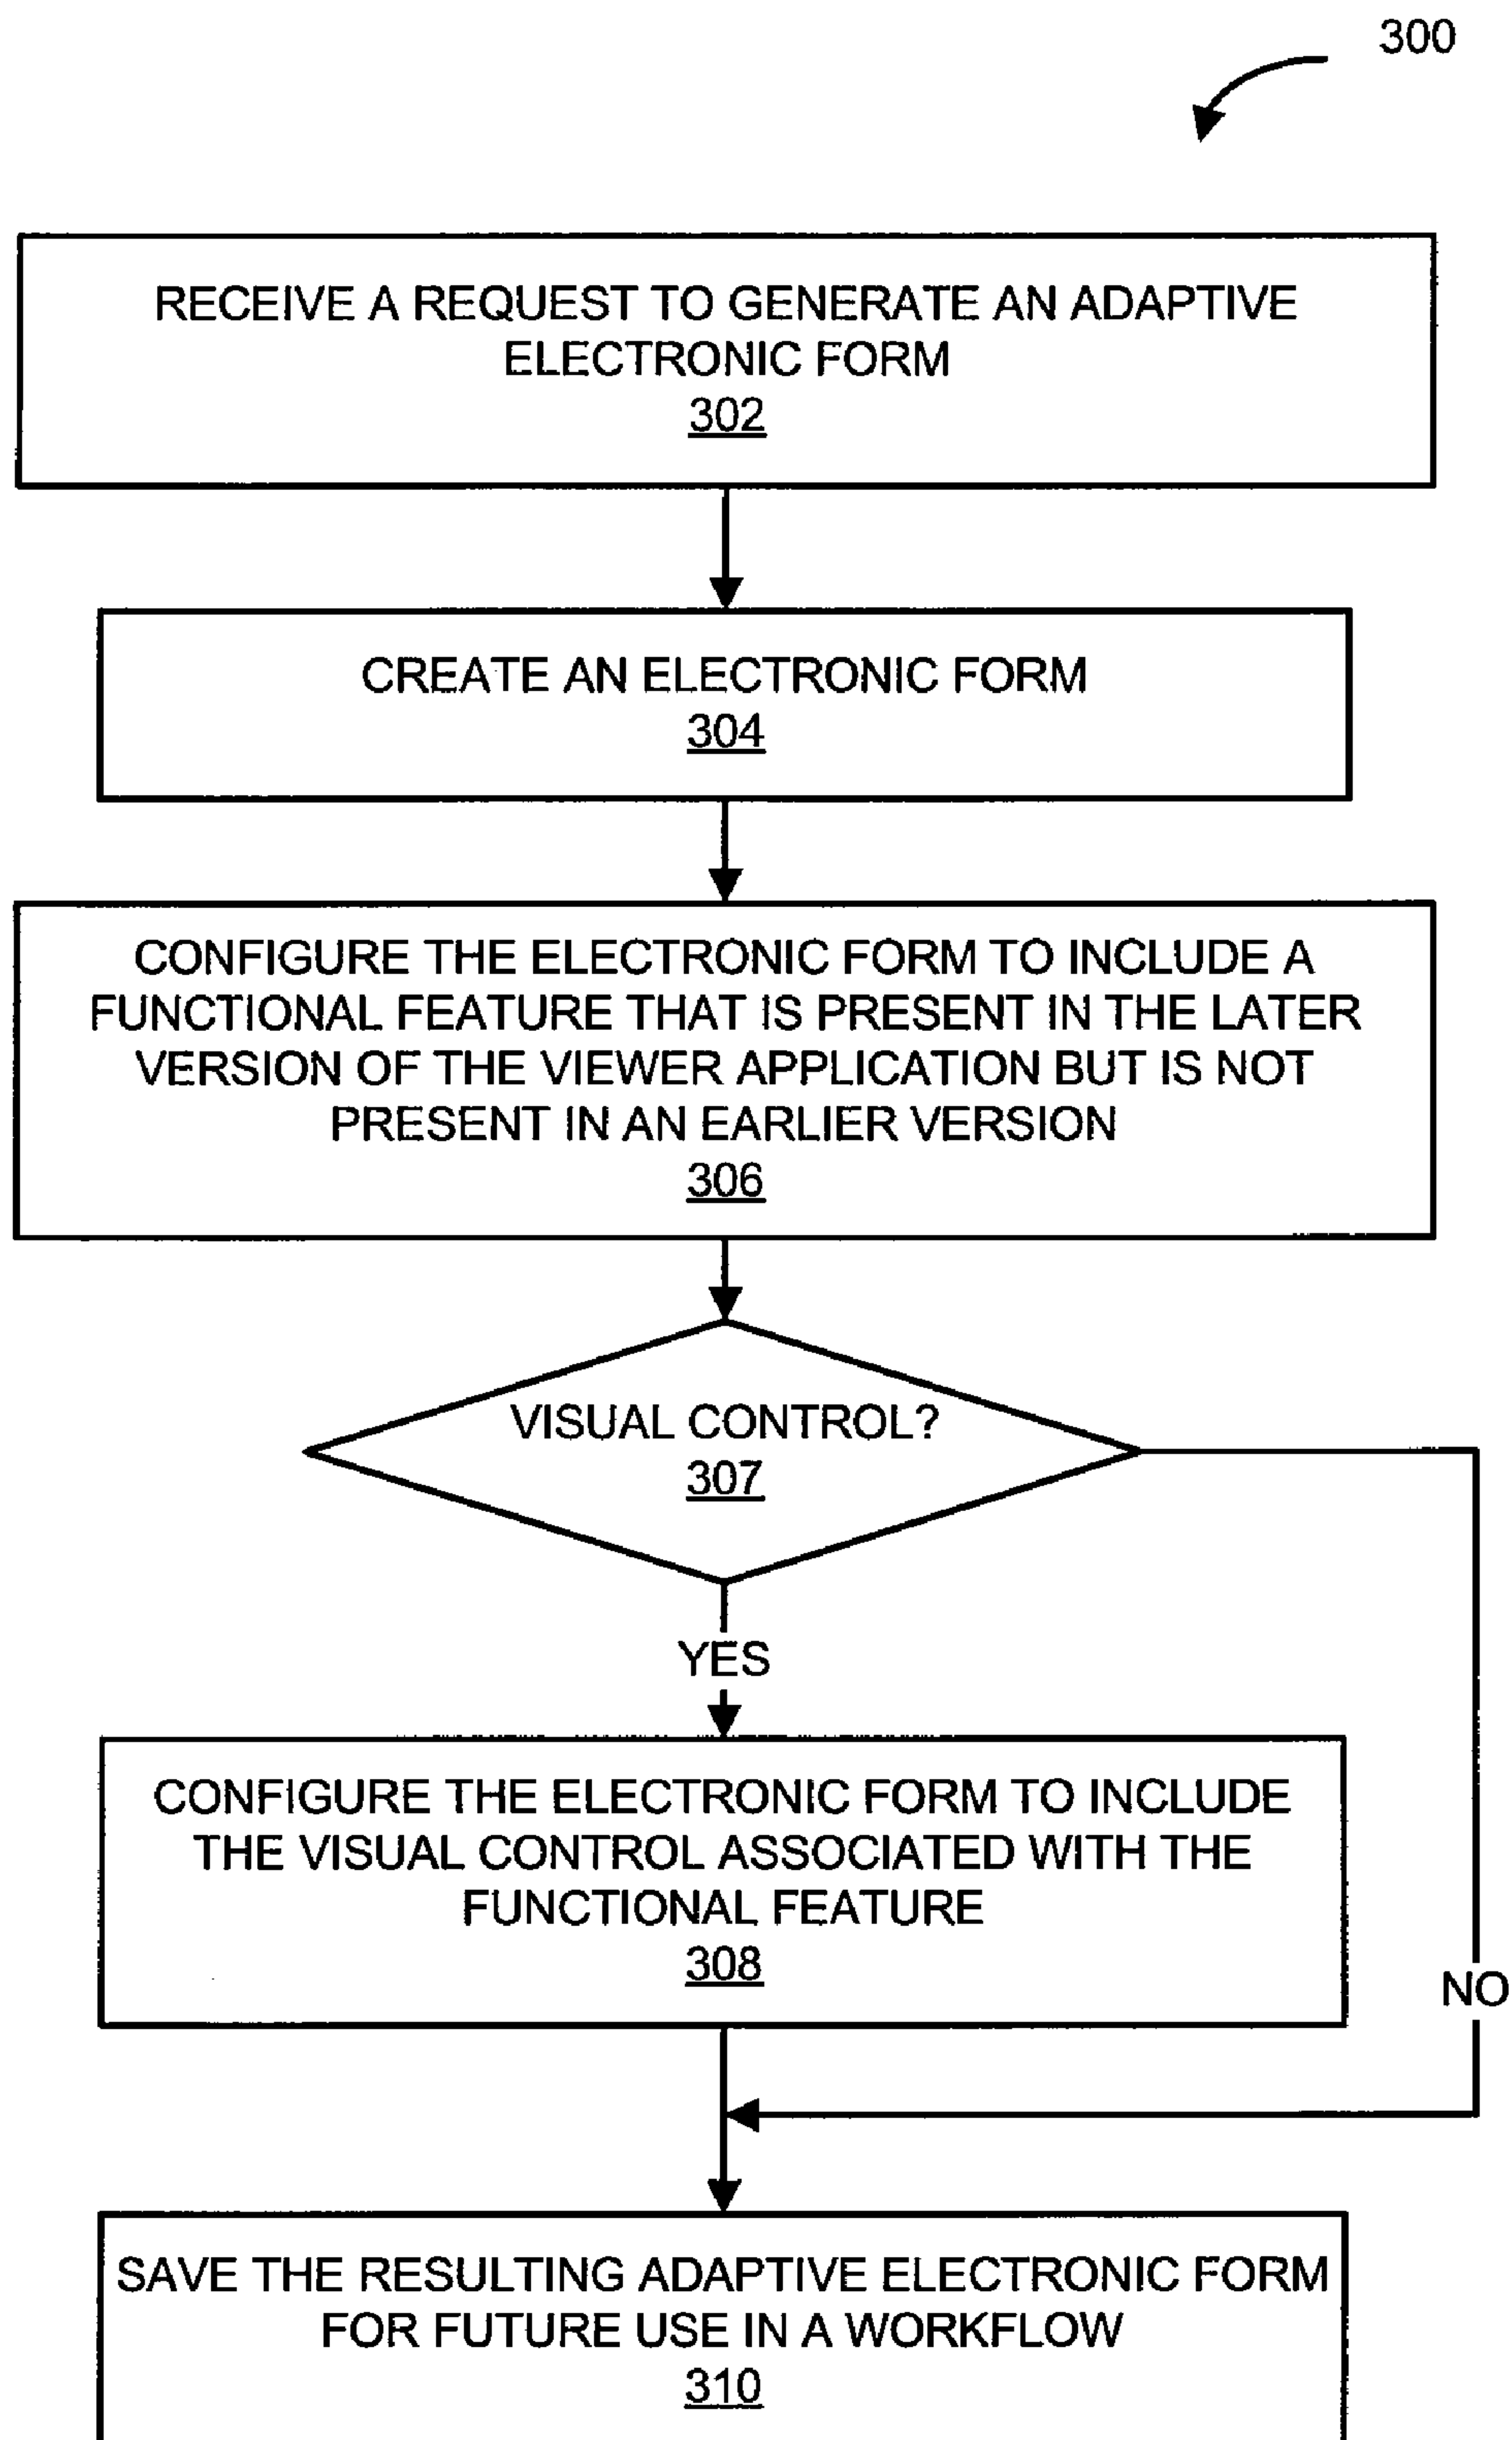 300
RECEIVE A REQUEST TO GENERATE AN ADAPTIVE
ELECTRONIC FORM
302
CREATE AN ELECTRONIC FORM
304
CONFIGURE THE ELECTRONIC FORM TO INCLUDE A
FUNCTIONAL FEATURE THAT IS PRESENT IN THE LATER
VERSION OF THE VIEWER APPLICATION BUT IS NOT
PRESENT IN AN EARLIER VERSION
306
VISUAL CONTROL?
307
YES
CONFIGURE THE ELECTRONIC FORM TO INCLUDE
THE VISUAL CONTROL ASSOCIATED WITH THE
FUNCTIONAL FEATURE
308
NO
SAVE THE RESULTING ADAPTIVE ELECTRONIC FORM
FOR FUTURE USE IN A WORKFLOW
310